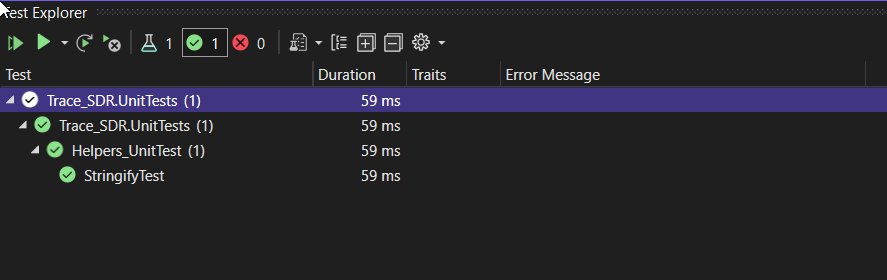 Test Explorer
1 1 0
Test Duration Traits Error Message
Trace_SDR.UnitTests (1) 59 ms
Trace_SDR.UnitTests (1) 59 ms
Helpers_UnitTest (1) 59 ms
StringifyTest 59 ms